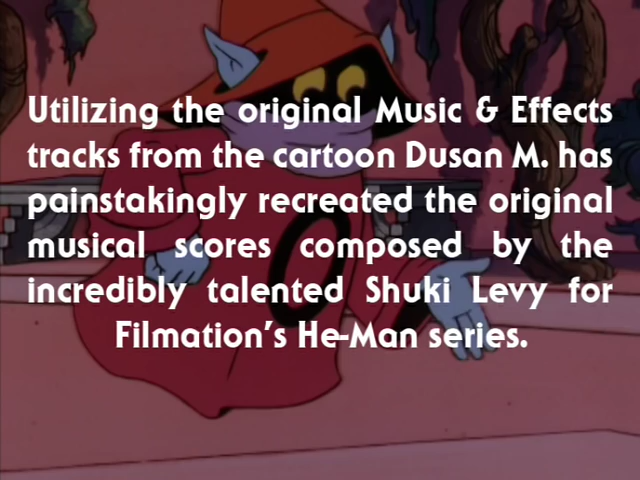 Utilizing the original Music & Effects
tracks from the cartoon Dusan M. has
painstakingly recreated the original
musical scores composed by the
incredibly talented Shuki Levy for
Filmation's He-Man series.